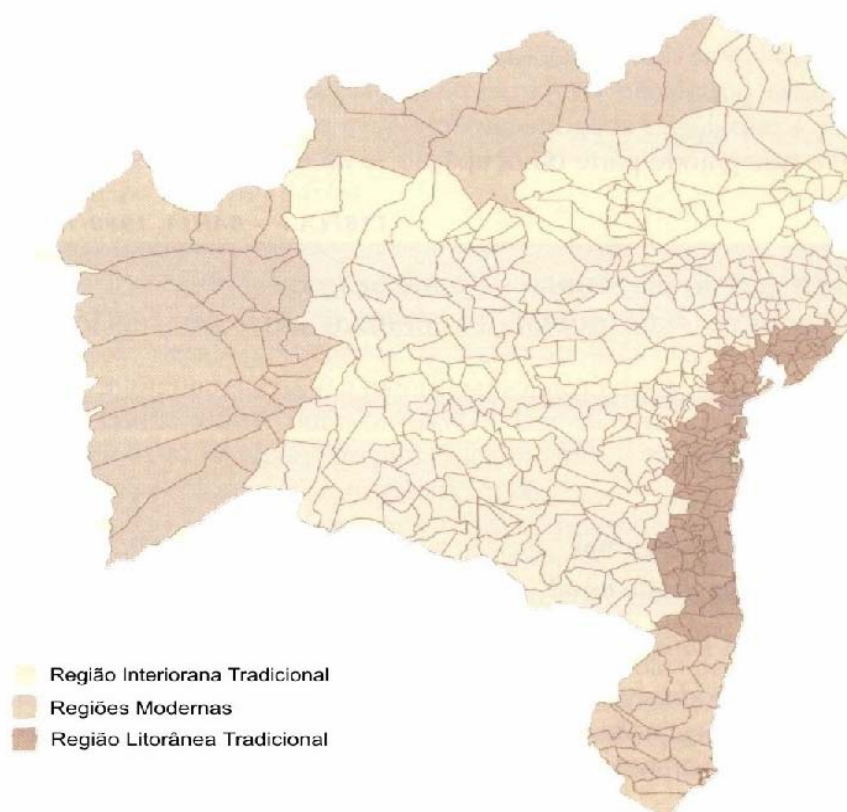 Região Interiorana Tradicional
Regiões Modernas
Região Litorânea Tradicional